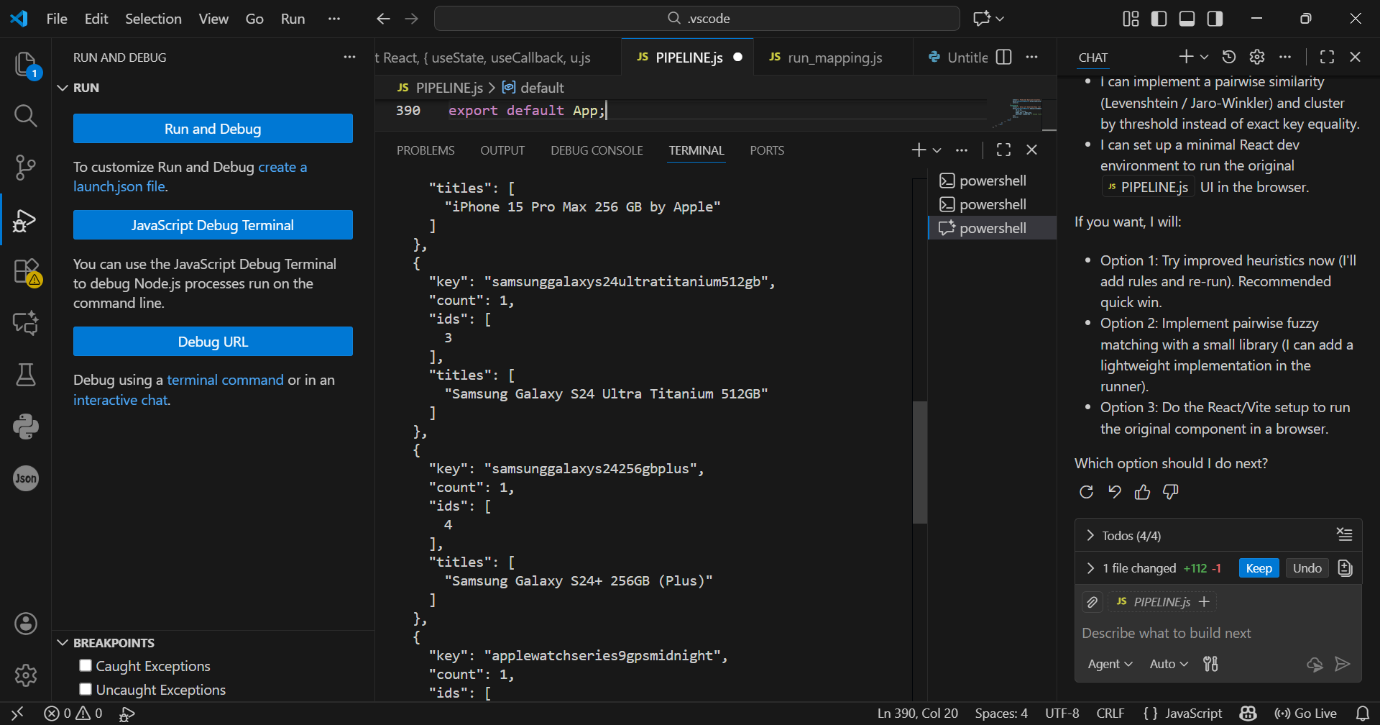 File Edit Selection View Go Run ···
.vscode
1
RUN AND DEBUG ···
RUN
Run and Debug
To customize Run and Debug create a
launch.json file.
JavaScript Debug Terminal
You can use the JavaScript Debug Terminal
to debug Node.js processes run on the
command line.
Debug URL
Debug using a terminal command or in an
interactive chat.
Json
BREAKPOINTS
Caught Exceptions
Uncaught Exceptions
t React, { useState, useCallback, u.js
JS PIPELINE.js
JS run_mapping.js
Untitle
···
JS PIPELINE.js > default
390 export default App;
PROBLEMS OUTPUT DEBUG CONSOLE TERMINAL PORTS
···
"titles": [
"iPhone 15 Pro Max 256 GB by Apple"
]
},
{
"key": "samsunggalaxys24ultratitanium512gb",
"count": 1,
"ids": [
3
],
"titles": [
"Samsung Galaxy S24 Ultra Titanium 512GB"
]
},
{
"key": "samsunggalaxys24256gbplus",
"count": 1,
"ids": [
4
],
"titles": [
"Samsung Galaxy S24+ 256GB (Plus)"
]
},
{
"key": "applewatchseries9gpsmidnight",
"count": 1,
"ids": [
powershell
powershell
powershell
CHAT
···
• I can implement a pairwise similarity
(Levenshtein / Jaro-Winkler) and cluster
by threshold instead of exact key equality.
• I can set up a minimal React dev
environment to run the original
JS PIPELINE.js UI in the browser.
If you want, I will:
• Option 1: Try improved heuristics now (I'll
add rules and re-run). Recommended
quick win.
• Option 2: Implement pairwise fuzzy
matching with a small library (I can add a
lightweight implementation in the
runner).
• Option 3: Do the React/Vite setup to run
the original component in a browser.
Which option should I do next?
Todos (4/4)
1 file changed +112 -1 Keep Undo
JS PIPELINE.js +
Describe what to build next
Agent Auto
0 0
Ln 390, Col 20 Spaces: 4 UTF-8 CRLF { } JavaScript Go Live